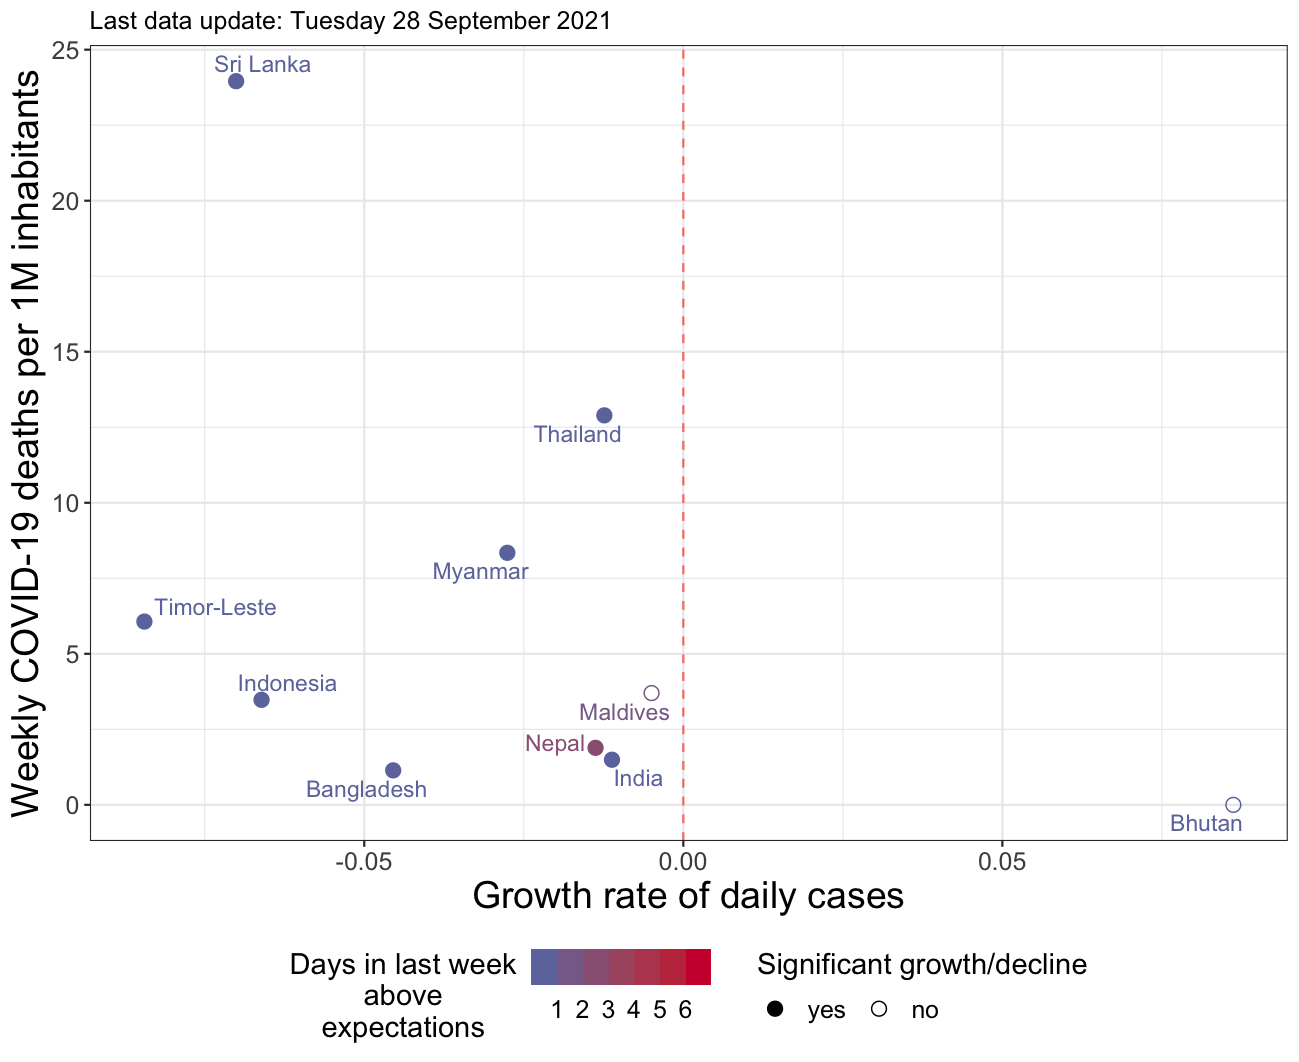 Last data update: Tuesday 28 September 2021
25
Sri Lanka
20
15
Thailand
10
Myanmar
Timor-Leste
5
Indonesia
Maldives
Nepal
India
Bangladesh
0
Bhutan
Weekly COVID-19 deaths per 1M inhabitants
-0.05 0.00 0.05
Growth rate of daily cases
Days in last week
above
expectations
1 2 3 4 5 6
Significant growth/decline
yes no